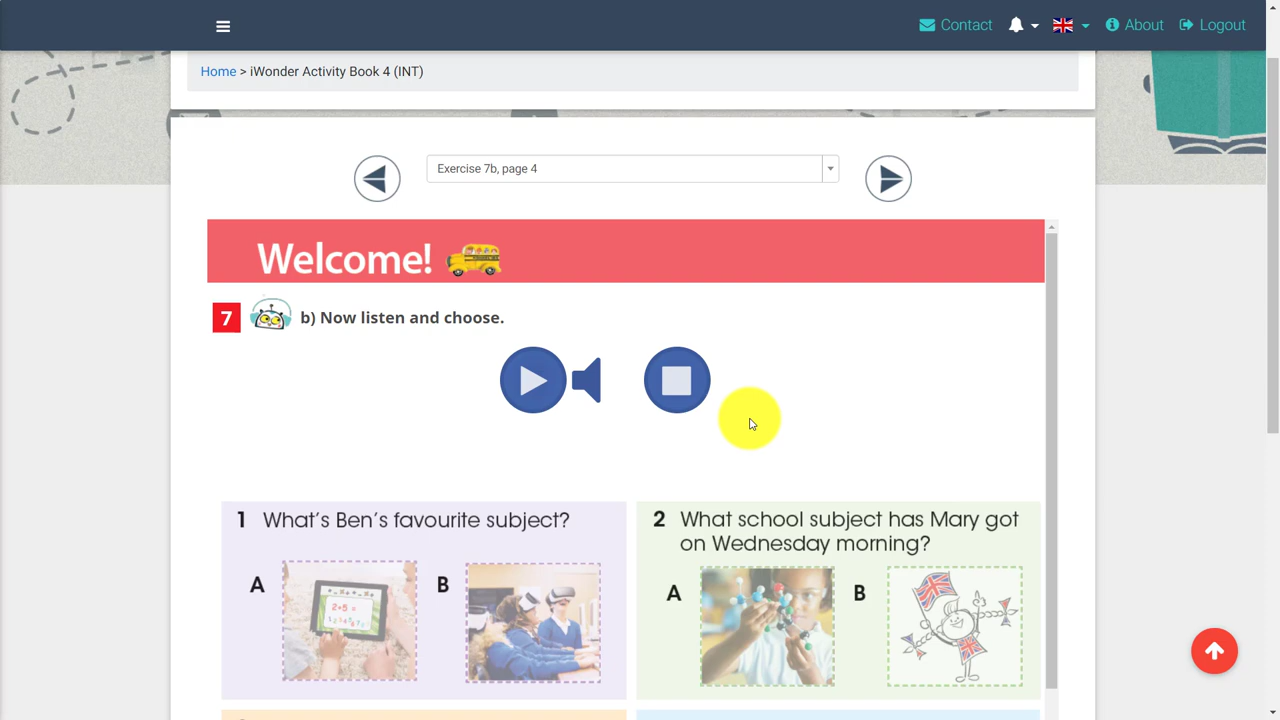 Contact
About
Logout
Home > iWonder Activity Book 4 (INT)
Exercise 7b, page 4
Welcome!
7 b) Now listen and choose.
1 What's Ben's favourite subject?
A
B
2 What school subject has Mary got
on Wednesday morning?
A
B